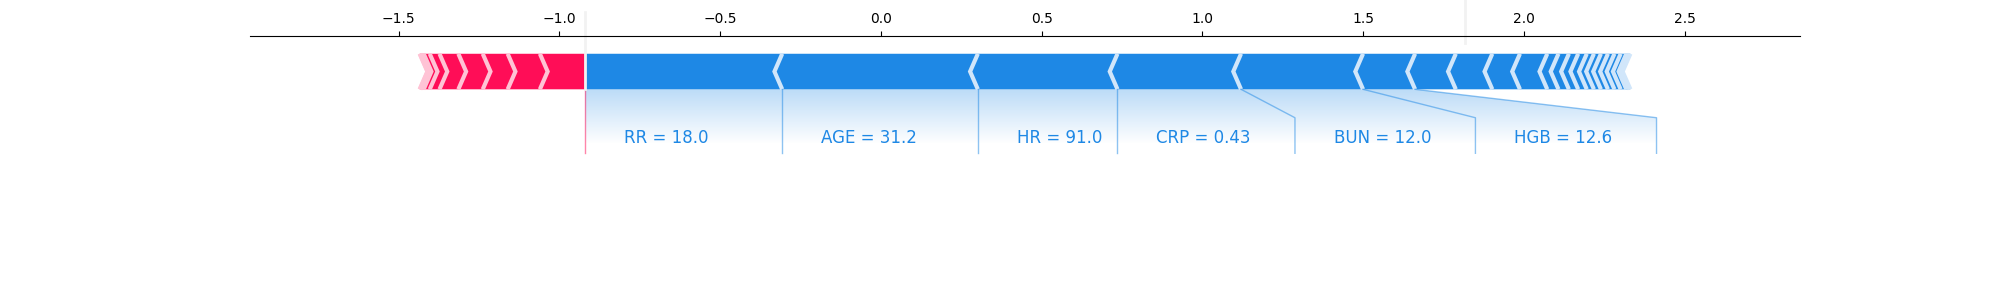 −1.5 −1.0 −0.5 0.0 0.5 1.0 1.5 2.0 2.5
RR = 18.0 AGE = 31.2 HR = 91.0 CRP = 0.43 BUN = 12.0 HGB = 12.6